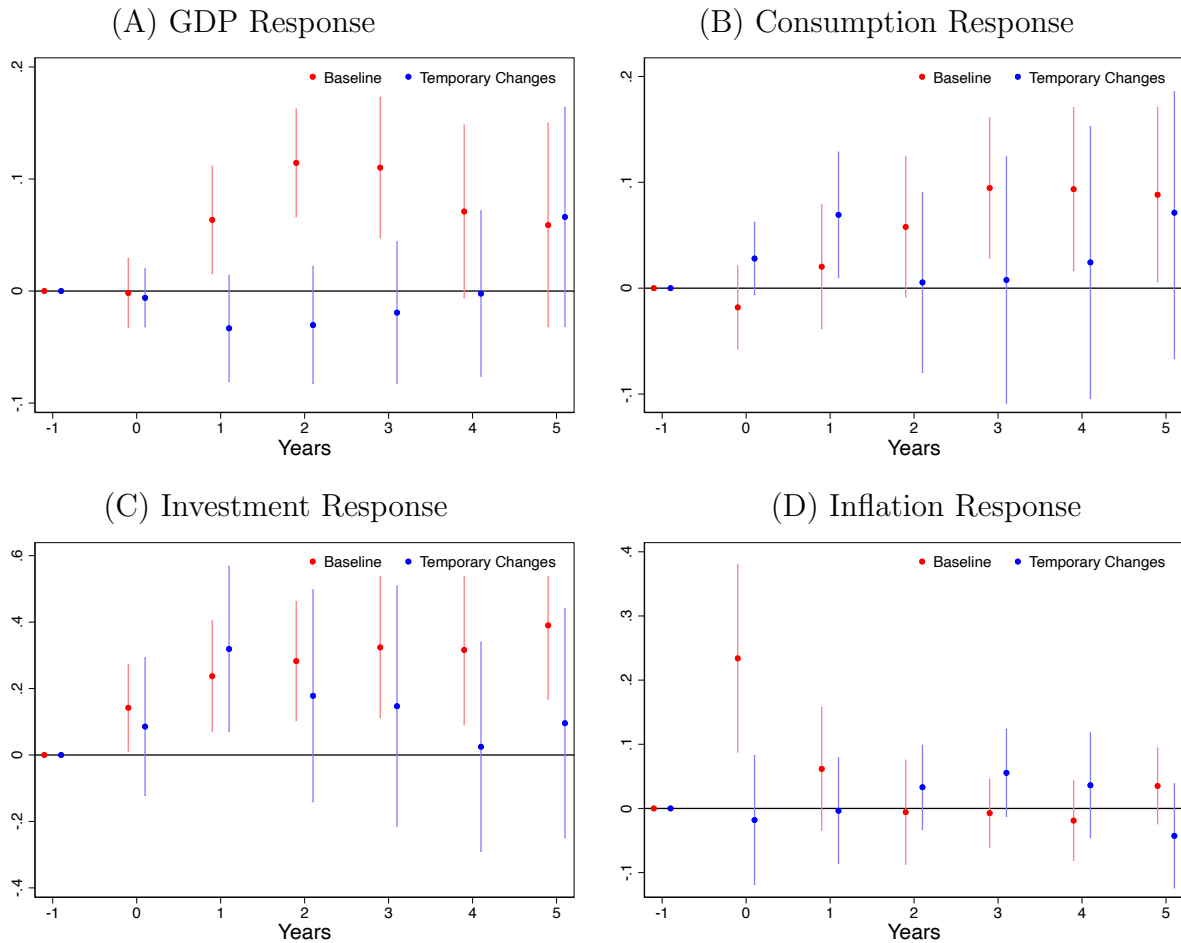 (A) GDP Response
Baseline Temporary Changes
.2
.1
0
-.1
-1 0 1 2 3 4 5
Years
(B) Consumption Response
Baseline Temporary Changes
.2
.1
0
-.1
-1 0 1 2 3 4 5
Years
(C) Investment Response
Baseline Temporary Changes
.6
.4
.2
0
-.2
-.4
-1 0 1 2 3 4 5
Years
(D) Inflation Response
Baseline Temporary Changes
.4
.3
.2
.1
0
-.1
-1 0 1 2 3 4 5
Years